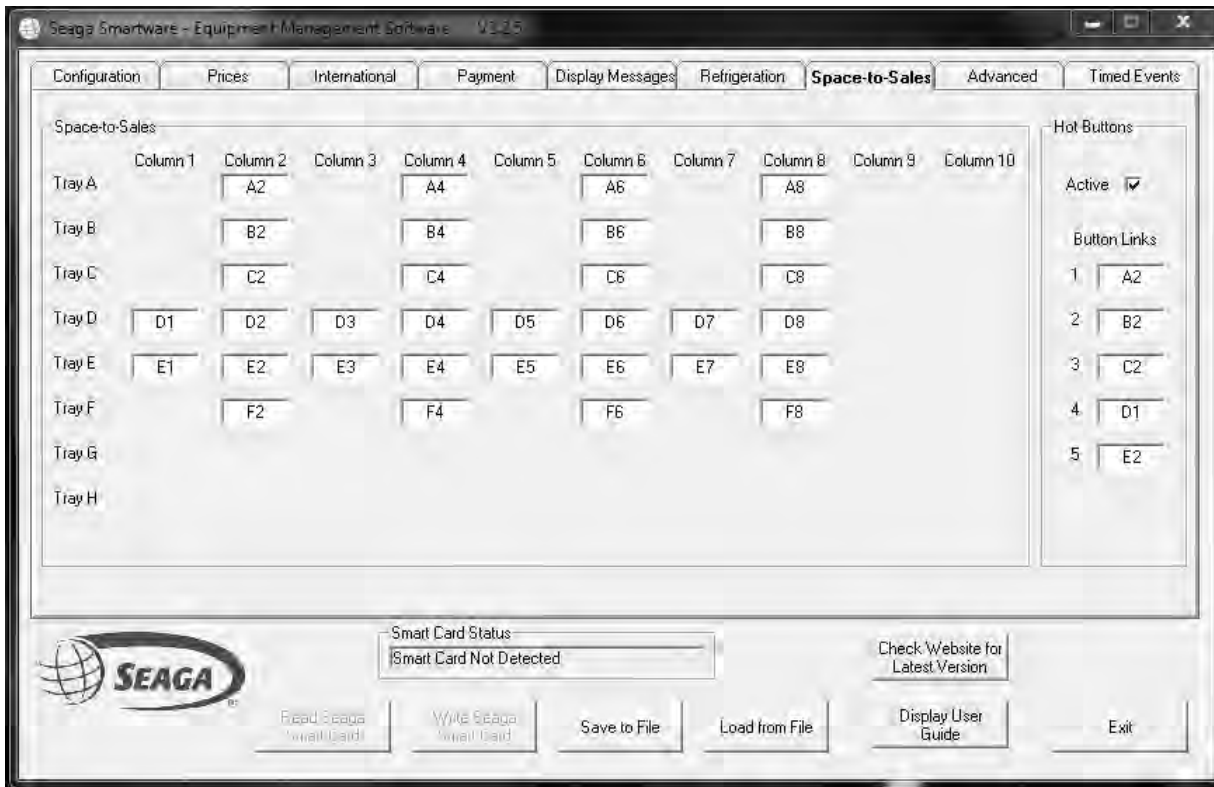 Seaga Smartware - Equipment Management Software V3.2.5
Configuration Prices International Payment Display Messages Refrigeration Space-to-Sales Advanced Timed Events
Space-to-Sales
Column 1 Column 2 Column 3 Column 4 Column 5 Column 6 Column 7 Column 8 Column 9 Column 10
Tray A A2 A4 A6 A8
Tray B B2 B4 B6 B8
Tray C C2 C4 C6 C8
Tray D D1 D2 D3 D4 D5 D6 D7 D8
Tray E E1 E2 E3 E4 E5 E6 E7 E8
Tray F F2 F4 F6 F8
Tray G
Tray H
Hot Buttons
Active
Button Links
1 A2
2 B2
3 C2
4 D1
5 E2
SEAGA
Smart Card Status
Smart Card Not Detected
Check Website for
Latest Version
Read Seaga
Smart Card
Write Seaga
Smart Card
Save to File
Load from File
Display User
Guide
Exit